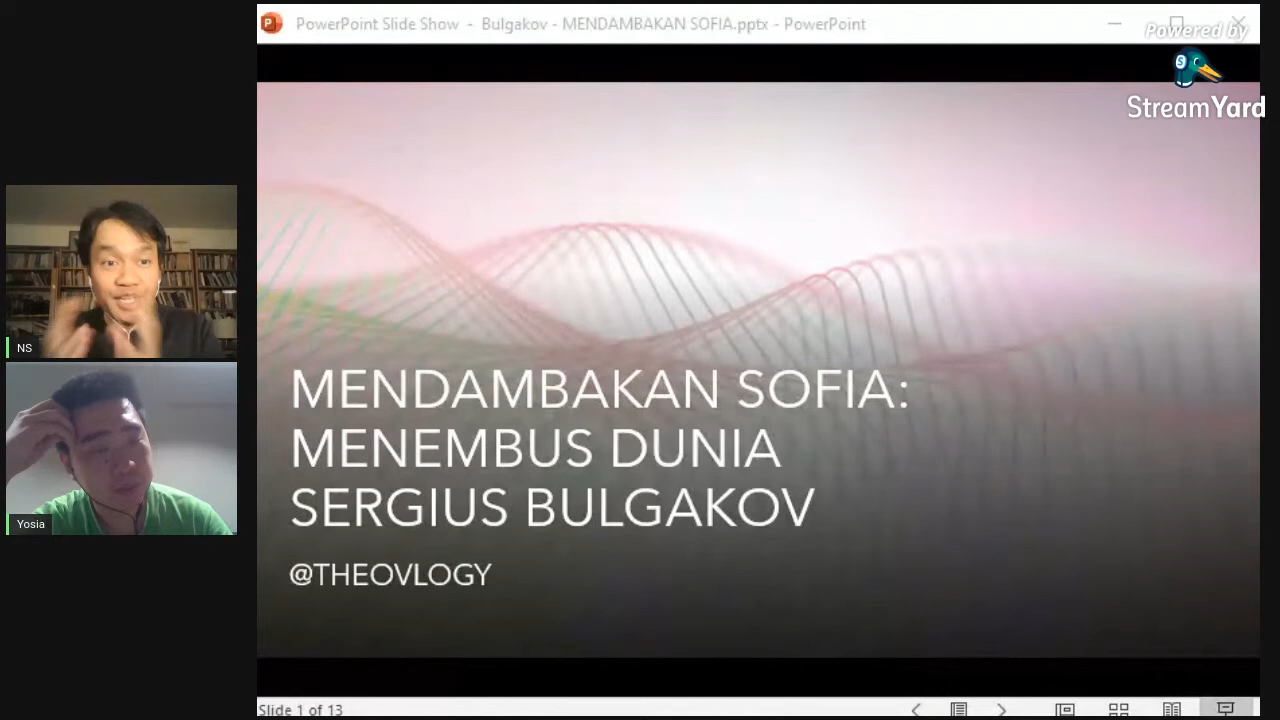 PowerPoint Slide Show - Bulgakov - MENDAMBAKAN SOFIA.pptx - PowerPoint
Powered by
StreamYard
NS
Yosia
MENDAMBAKAN SOFIA:
MENEMBUS DUNIA
SERGIUS BULGAKOV
@THEOVLOGY
Slide 1 of 13